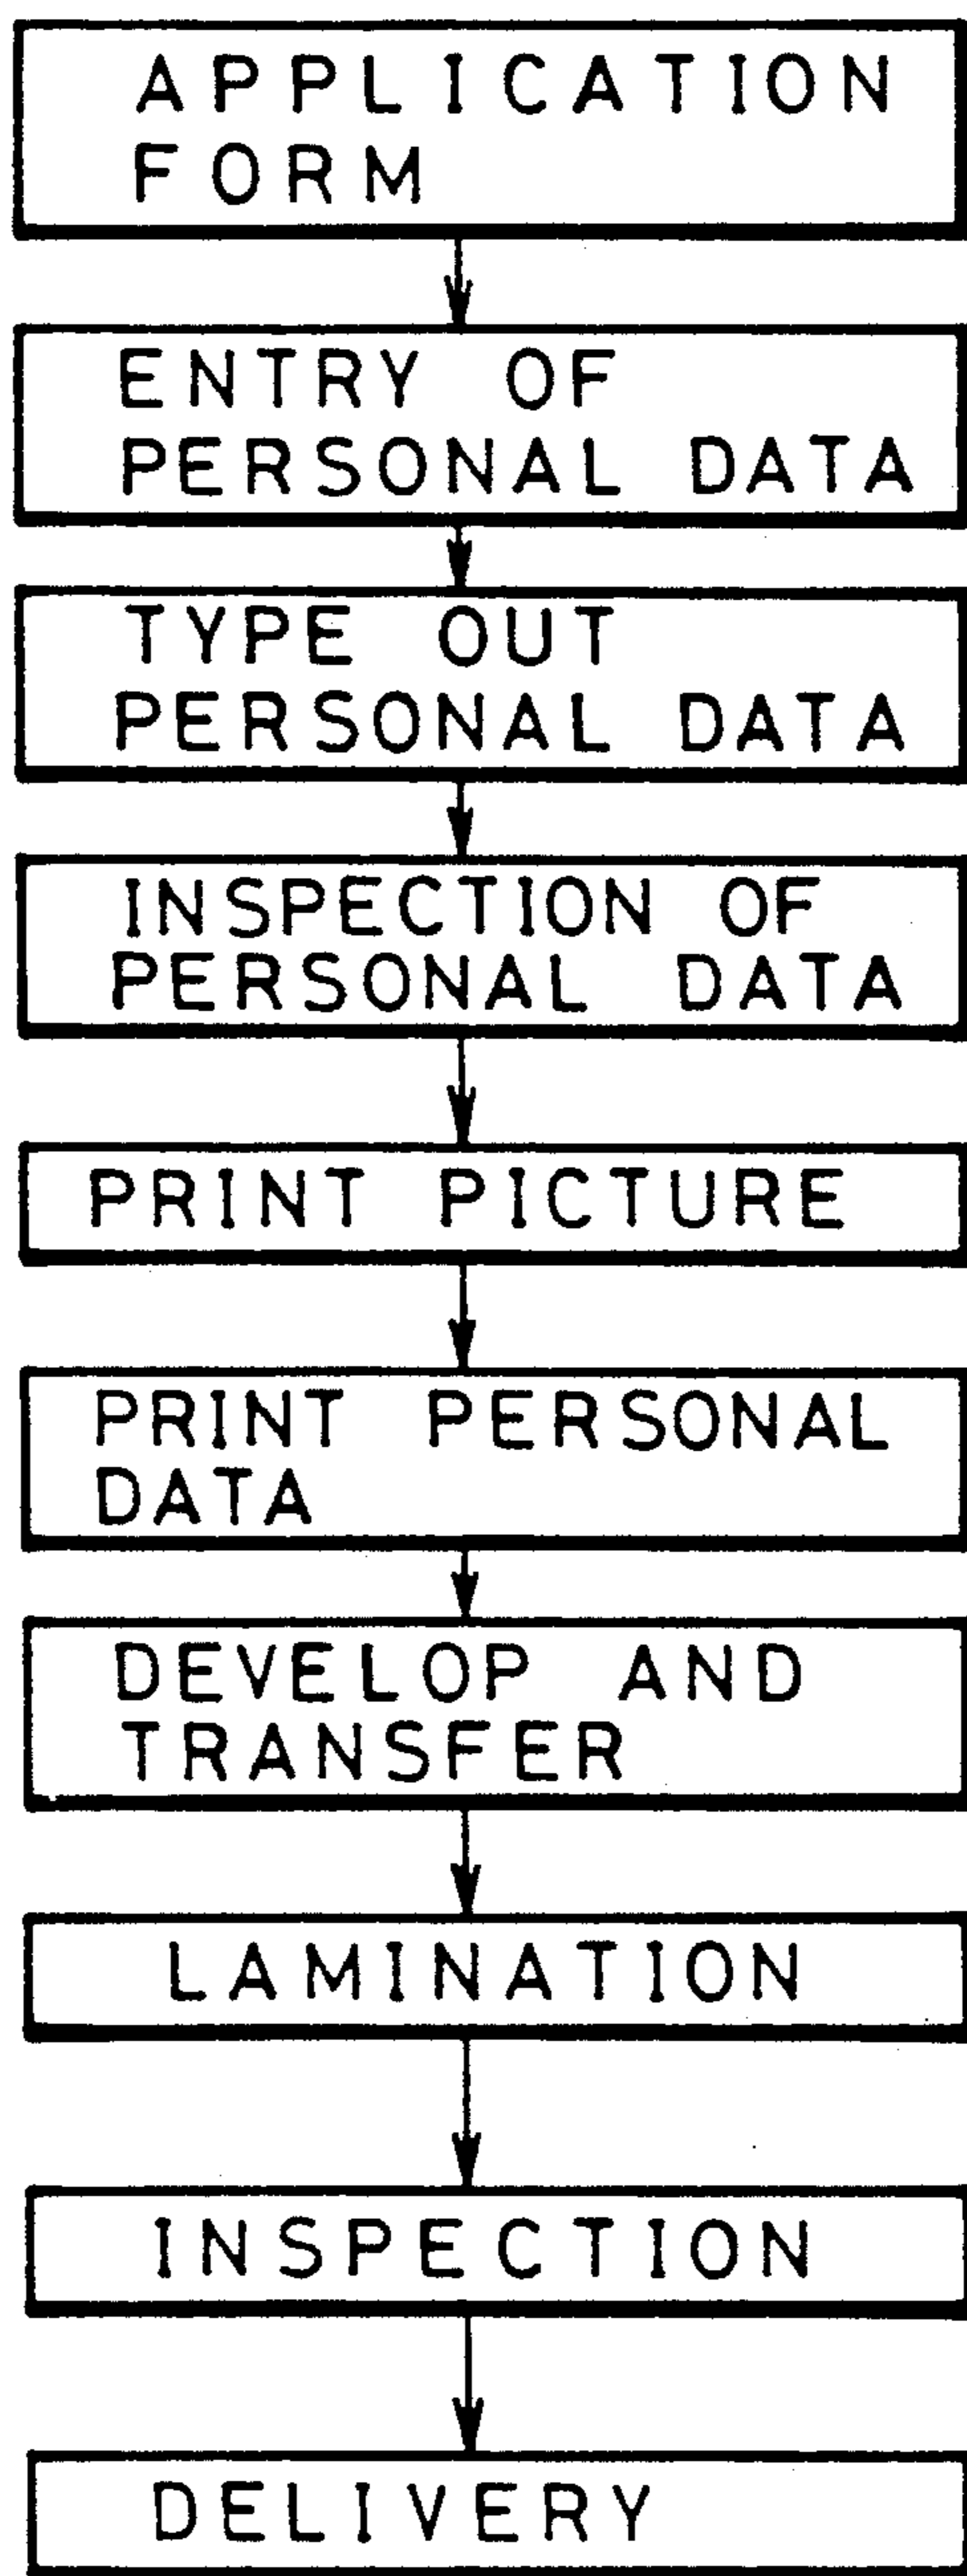 APPLICATION
FORM
ENTRY OF
PERSONAL DATA
TYPE OUT
PERSONAL DATA
INSPECTION OF
PERSONAL DATA
PRINT PICTURE
PRINT PERSONAL
DATA
DEVELOP AND
TRANSFER
LAMINATION
INSPECTION
DELIVERY